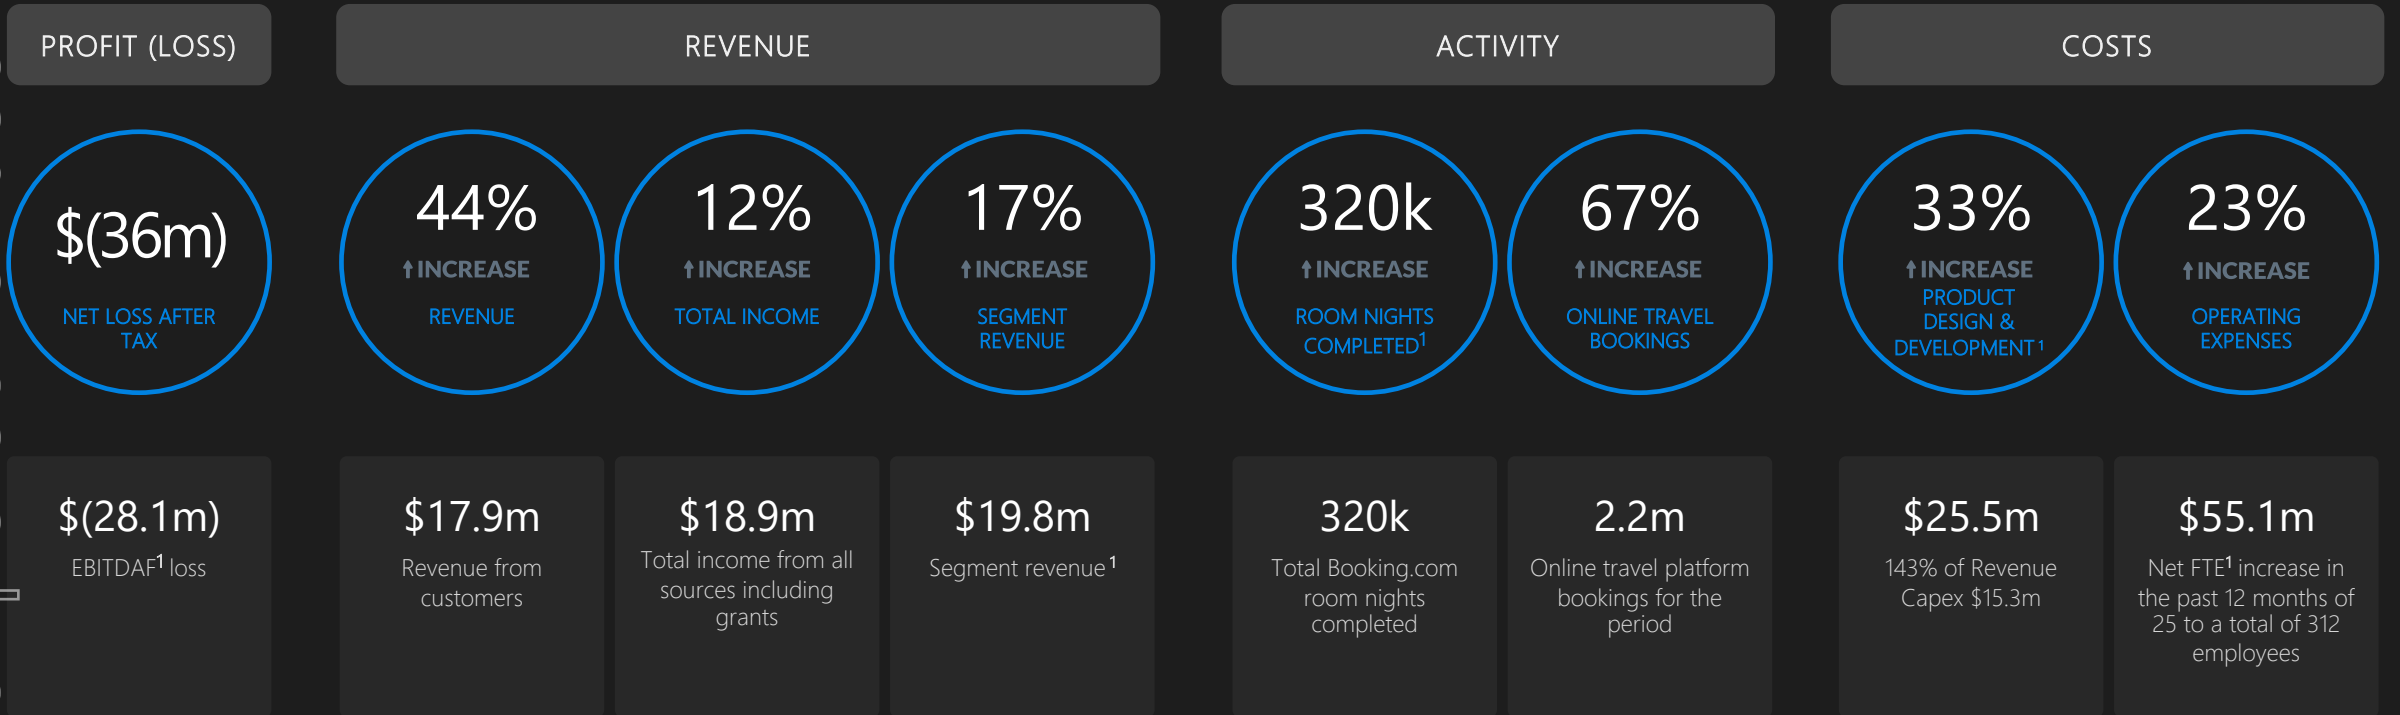 PROFIT (LOSS)
REVENUE
ACTIVITY
COSTS
$(36m)
NET LOSS AFTER
TAX
44%
↑INCREASE
REVENUE
12%
↑INCREASE
TOTAL INCOME
17%
↑INCREASE
SEGMENT
REVENUE
320k
↑INCREASE
ROOM NIGHTS
COMPLETED¹
67%
↑INCREASE
ONLINE TRAVEL
BOOKINGS
33%
↑INCREASE
PRODUCT
DESIGN &
DEVELOPMENT¹
23%
↑INCREASE
OPERATING
EXPENSES
$(28.1m)
EBITDAF¹ loss
$17.9m
Revenue from
customers
$18.9m
Total income from all
sources including
grants
$19.8m
Segment revenue¹
320k
Total Booking.com
room nights
completed
2.2m
Online travel platform
bookings for the
period
$25.5m
143% of Revenue
Capex $15.3m
$55.1m
Net FTE¹ increase in
the past 12 months of
25 to a total of 312
employees